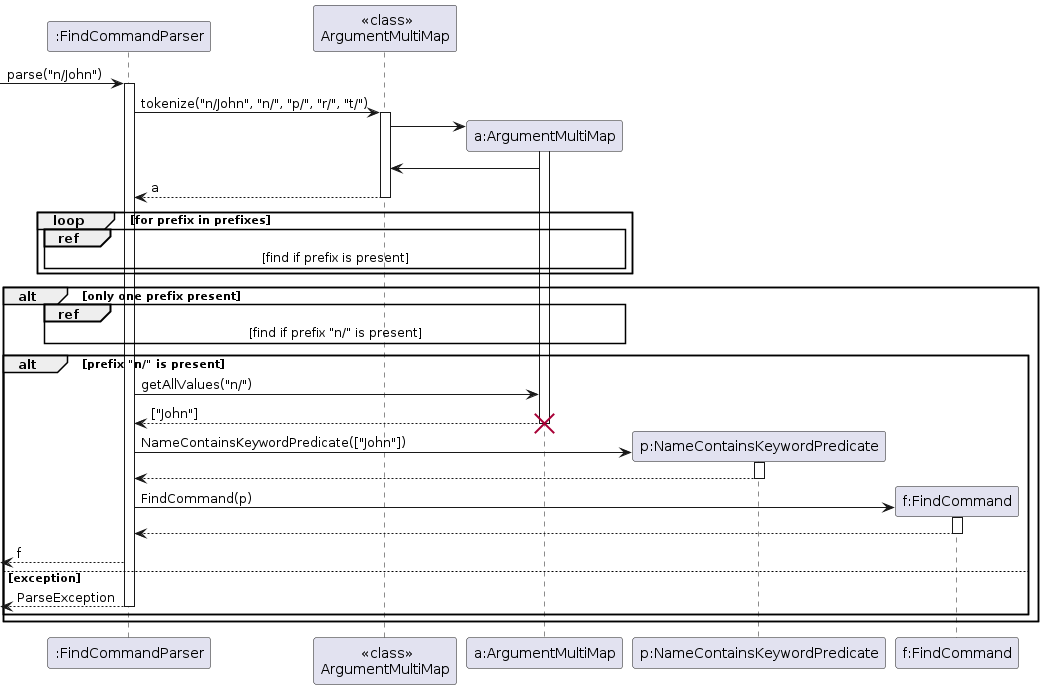 :FindCommandParser
«class»
ArgumentMultiMap
parse("n/John")
tokenize("n/John", "n/", "p/", "r/", "t/")
a:ArgumentMultiMap
a
loop [for prefix in prefixes]
ref
[find if prefix is present]
alt [only one prefix present]
ref
[find if prefix "n/" is present]
alt [prefix "n/" is present]
getAllValues("n/")
["John"]
NameContainsKeywordPredicate(["John"])
p:NameContainsKeywordPredicate
FindCommand(p)
f:FindCommand
f
[exception]
ParseException
:FindCommandParser
«class»
ArgumentMultiMap
a:ArgumentMultiMap
p:NameContainsKeywordPredicate
f:FindCommand